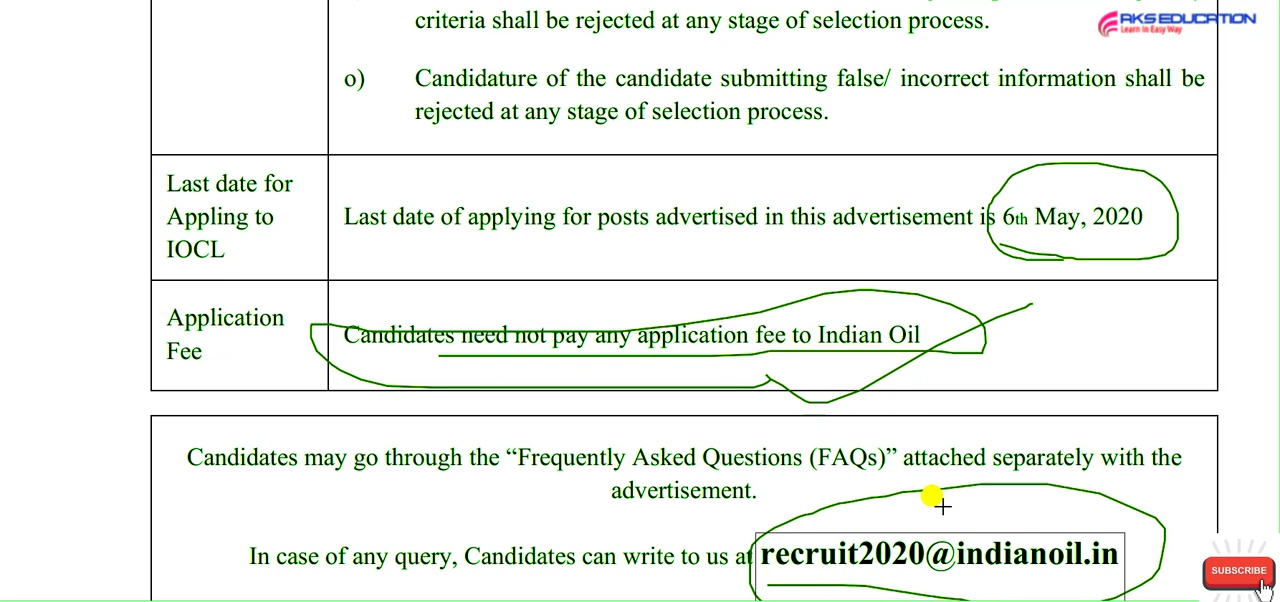 criteria shall be rejected at any stage of selection process.
AKS EDUCATION
Learn In Easy Way
o) Candidature of the candidate submitting false/ incorrect information shall be
rejected at any stage of selection process.
Last date for
Appling to
IOCL
Last date of applying for posts advertised in this advertisement is 6th May, 2020
Application
Fee
Candidates need not pay any application fee to Indian Oil
Candidates may go through the “Frequently Asked Questions (FAQs)” attached separately with the
advertisement.
In case of any query, Candidates can write to us at recruit2020@indianoil.in
SUBSCRIBE